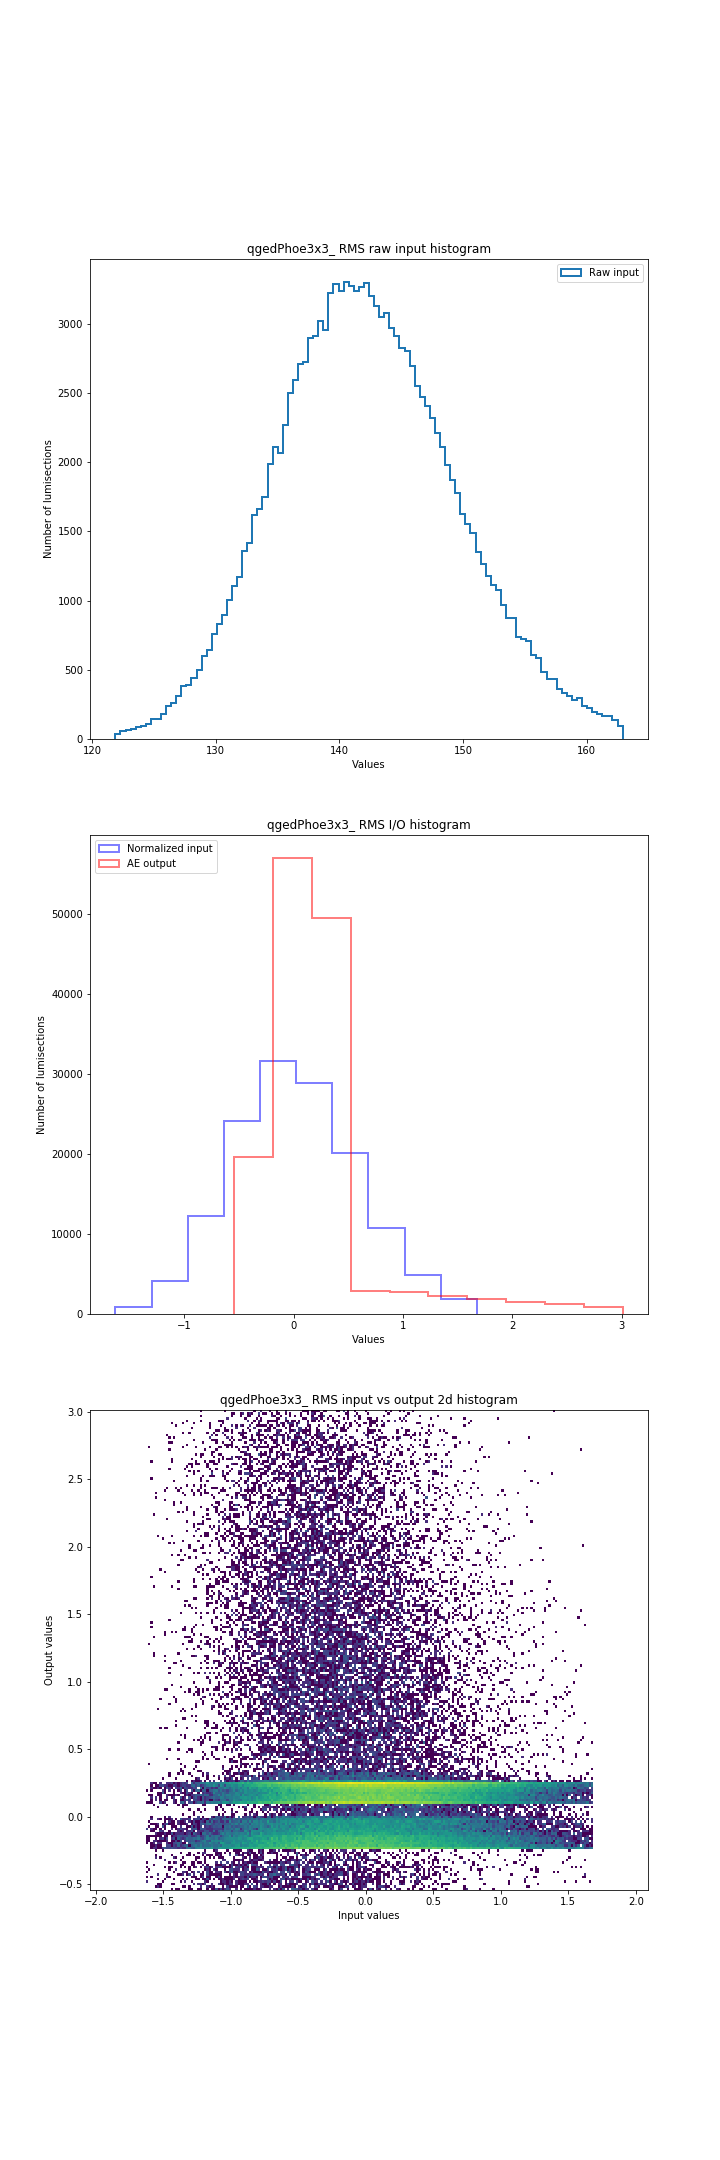 qgedPhoe3x3_ RMS raw input histogram
Raw input
3000
2500
2000
1500
1000
500
0
Number of lumisections
120 130 140 150 160
Values
qgedPhoe3x3_ RMS I/O histogram
Normalized input
AE output
50000
40000
30000
20000
10000
0
Number of lumisections
−1 0 1 2 3
Values
qgedPhoe3x3_ RMS input vs output 2d histogram
3.0
2.5
2.0
1.5
1.0
0.5
0.0
−0.5
Output values
−2.0 −1.5 −1.0 −0.5 0.0 0.5 1.0 1.5 2.0
Input values